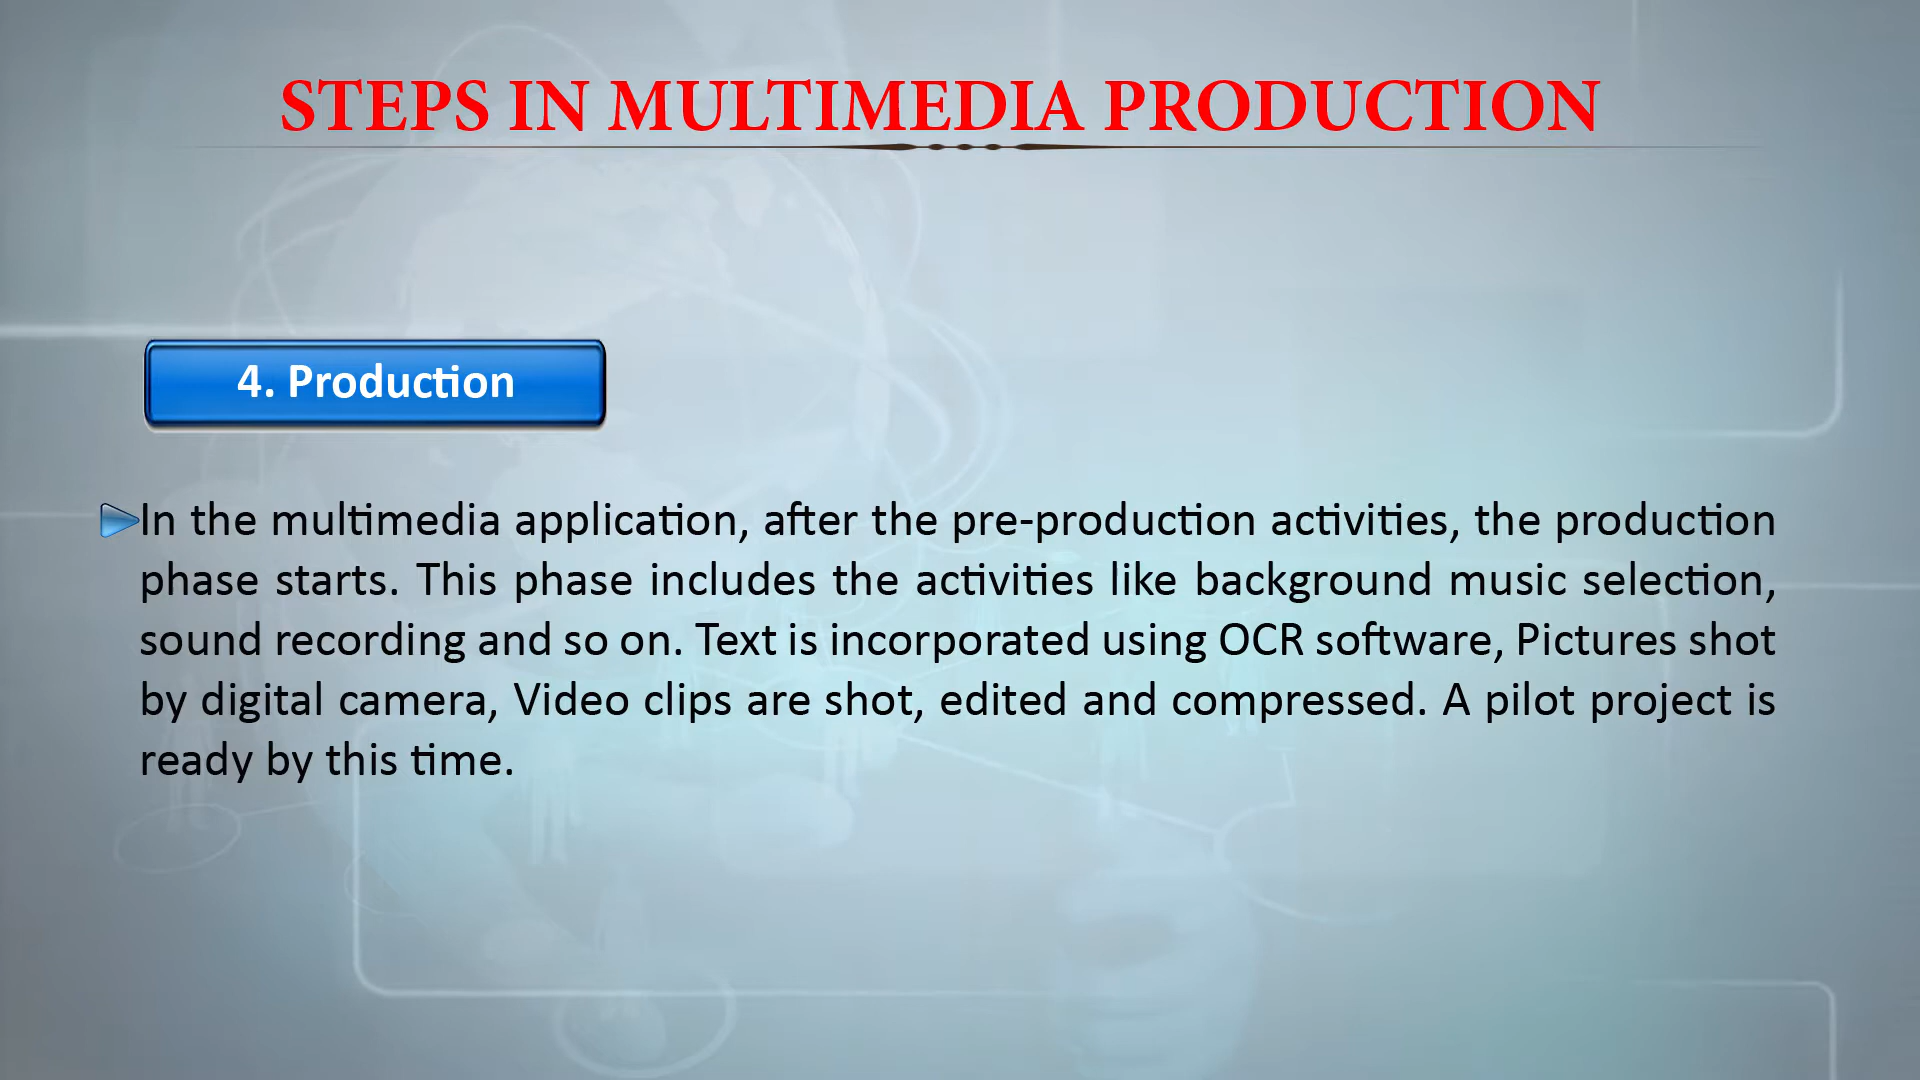 STEPS IN MULTIMEDIA PRODUCTION
4. Production
In the multimedia application, after the pre-production activities, the production
phase starts. This phase includes the activities like background music selection,
sound recording and so on. Text is incorporated using OCR software, Pictures shot
by digital camera, Video clips are shot, edited and compressed. A pilot project is
ready by this time.